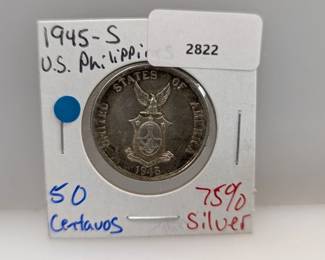 1945-S
2822
U.S. Philippines
UNITED STATES OF AMERICA
1945
50
Centavos
75%
Silver